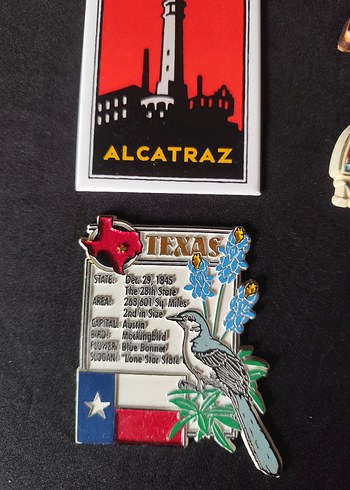 ALCATRAZ
TEXAS
STATE: Dec. 29, 1845
The 28th State
AREA: 268 601 Sq. Miles
2nd in Size
CAPITAL: Austin
BIRD: Mockingbird
FLOWER: Blue Bonnet
SLOGAN: "Lone Star State"